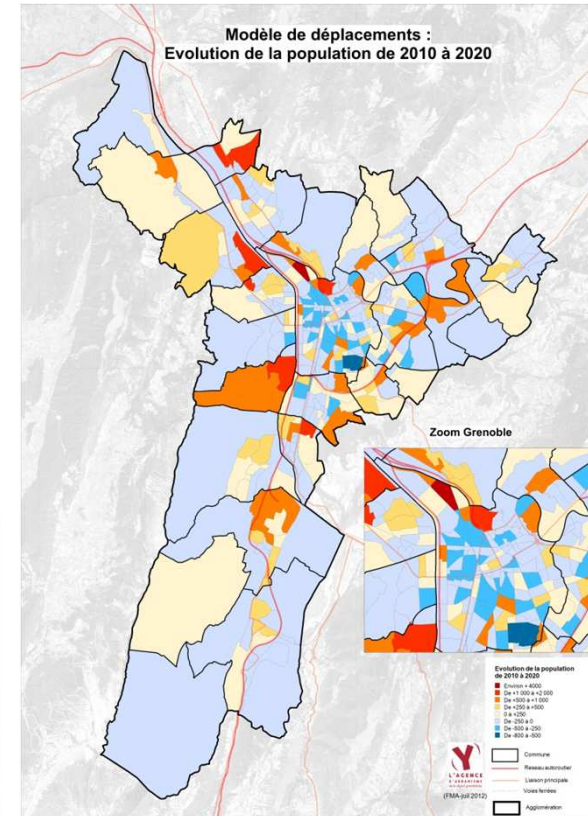 Modèle de déplacements :
Evolution de la population de 2010 à 2020
Zoom Grenoble
Evolution de la population
de 2010 à 2020
Environ + 4000
De +1 000 à +2 000
De +500 à +1 000
De +250 à +500
0 à +250
De -250 à 0
De -500 à -250
De -800 à -500
Commune
Reseau autoroutier
Liaison principale
Voies ferrées
Agglomération
L'AGENCE
D'URBANISME
(FMA-juil 2012)